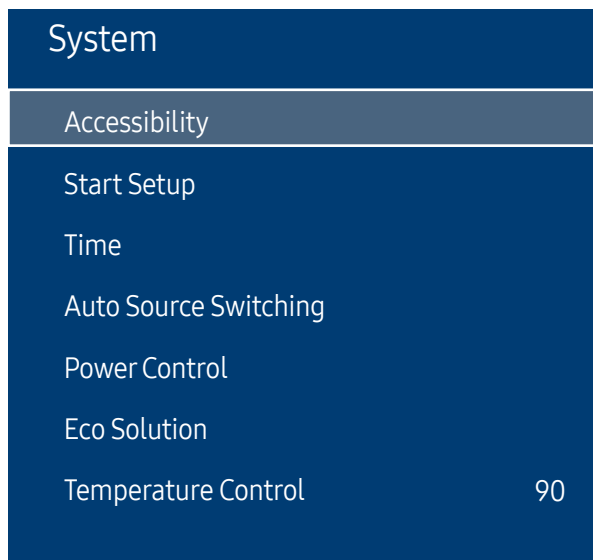 System
Accessibility
Start Setup
Time
Auto Source Switching
Power Control
Eco Solution
Temperature Control 90